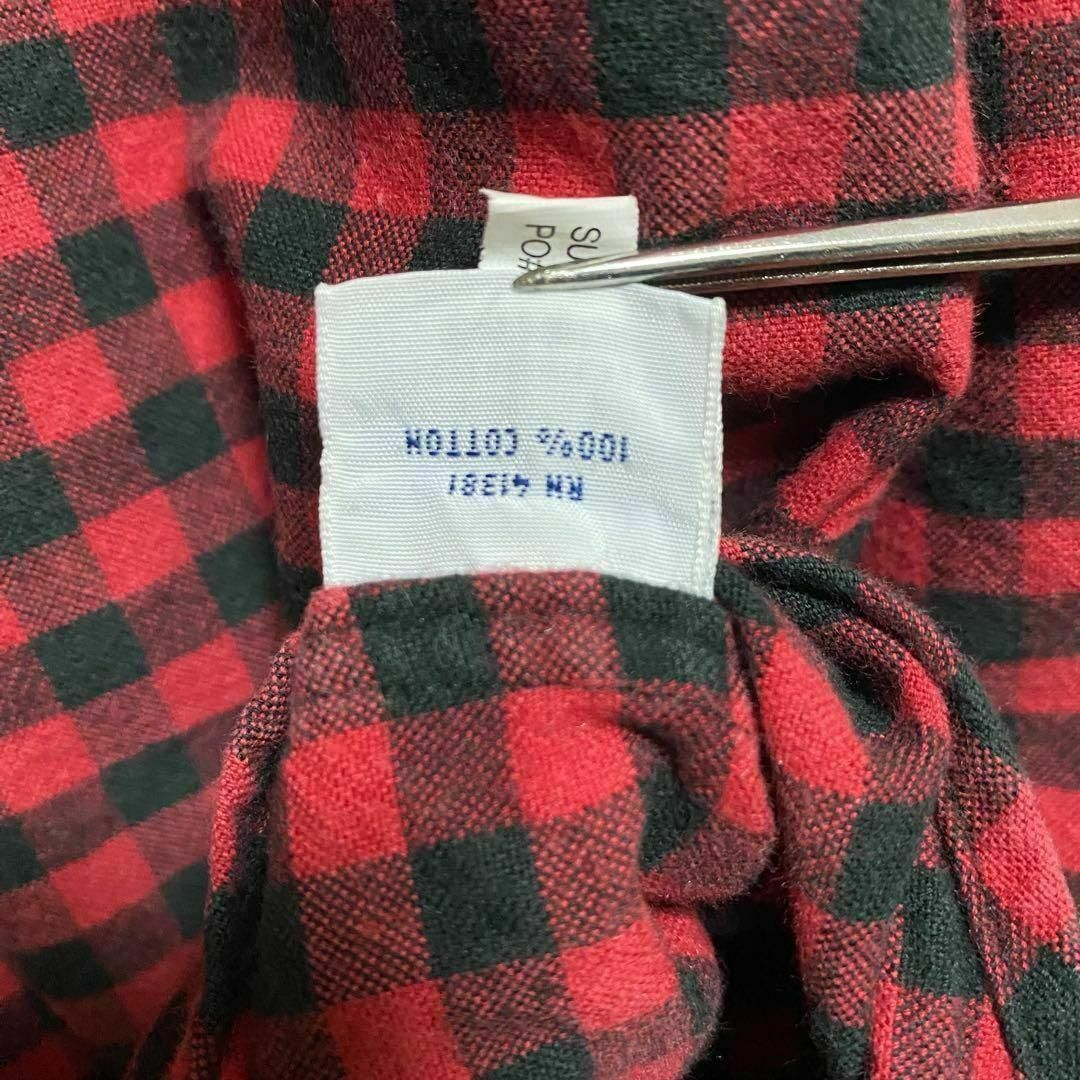 RN 41381
100% COTTON
SU
PO#